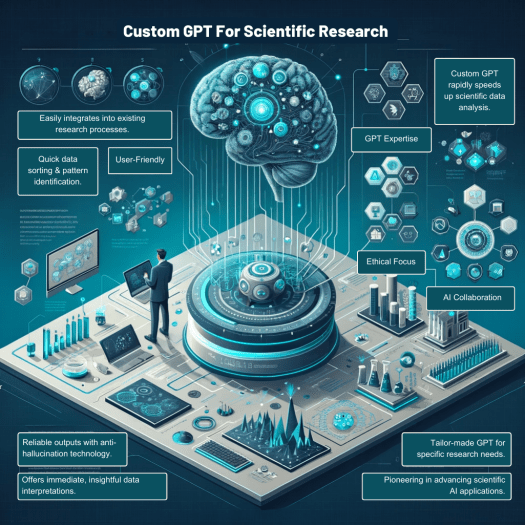 Custom GPT For Scientific Research
Easily integrates into existing
research processes.
Quick data
sorting & pattern
identification.
User-Friendly
GPT Expertise
Custom GPT
rapidly speeds
up scientific data
analysis.
Ethical Focus
AI Collaboration
Reliable outputs with anti-
hallucination technology.
Offers immediate, insightful data
interpretations.
Tailor-made GPT for
specific research needs.
Pioneering in advancing scientific
AI applications.